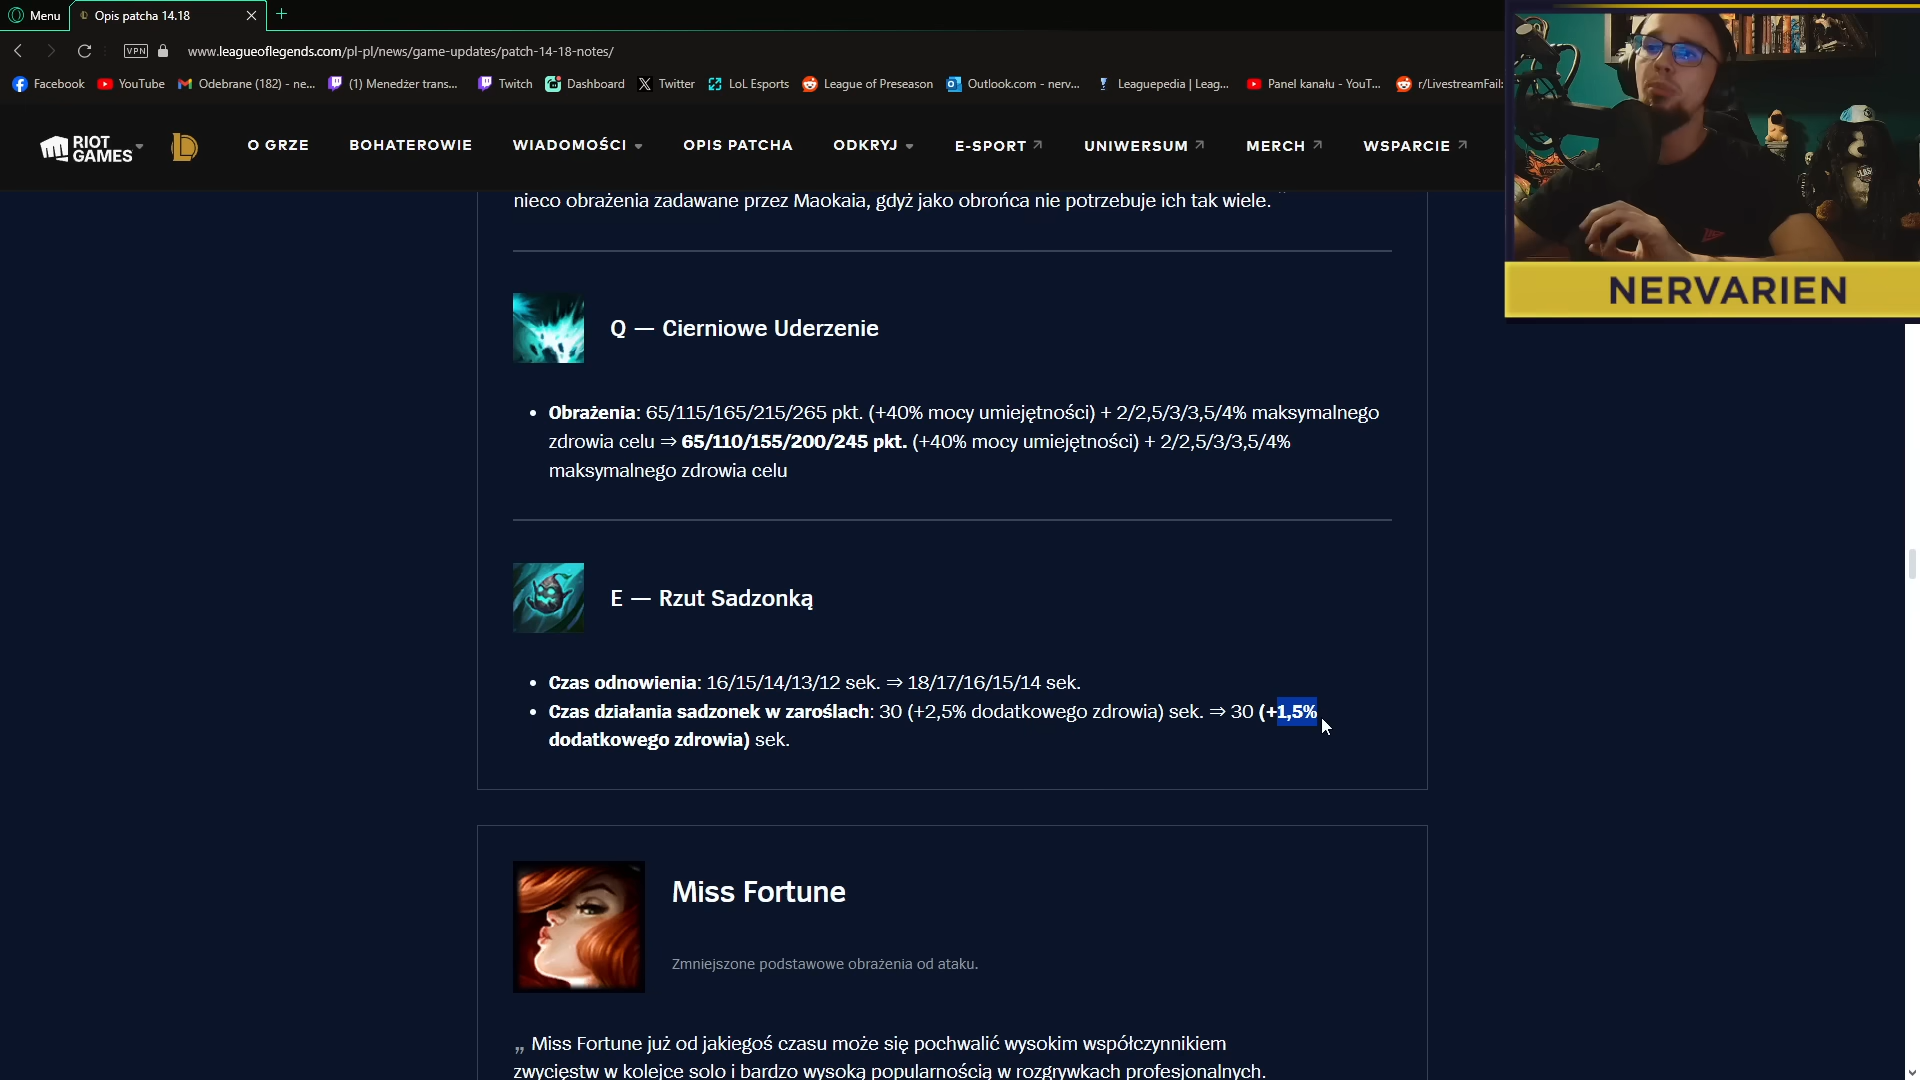 Menu
Opis patcha 14.18
VPN
www.leagueoflegends.com/pl-pl/news/game-updates/patch-14-18-notes/
Facebook
YouTube
Odebrane (182) - ne...
(1) Menedżer trans...
Twitch
Dashboard
Twitter
LoL Esports
League of Preseason
Outlook.com - nerv...
Leaguepedia | Leag...
Panel kanału - YouT...
r/LivestreamFail:
RIOT GAMES
O GRZE
BOHATEROWIE
WIADOMOŚCI
OPIS PATCHA
ODKRYJ
E-SPORT
UNIWERSUM
MERCH
WSPARCIE
NERVARIEN
nieco obrażenia zadawane przez Maokaia, gdyż jako obrońca nie potrzebuje ich tak wiele. "
Q — Cierniowe Uderzenie
• Obrażenia: 65/115/165/215/265 pkt. (+40% mocy umiejętności) + 2/2,5/3/3,5/4% maksymalnego
zdrowia celu ⇒ 65/110/155/200/245 pkt. (+40% mocy umiejętności) + 2/2,5/3/3,5/4%
maksymalnego zdrowia celu
E — Rzut Sadzonką
• Czas odnowienia: 16/15/14/13/12 sek. ⇒ 18/17/16/15/14 sek.
• Czas działania sadzonek w zaroślach: 30 (+2,5% dodatkowego zdrowia) sek. ⇒ 30 (+1,5%
dodatkowego zdrowia) sek.
Miss Fortune
Zmniejszone podstawowe obrażenia od ataku.
„ Miss Fortune już od jakiegoś czasu może się pochwalić wysokim współczynnikiem
zwycięstw w kolejce solo i bardzo wysoką popularnością w rozgrywkach profesjonalnych.